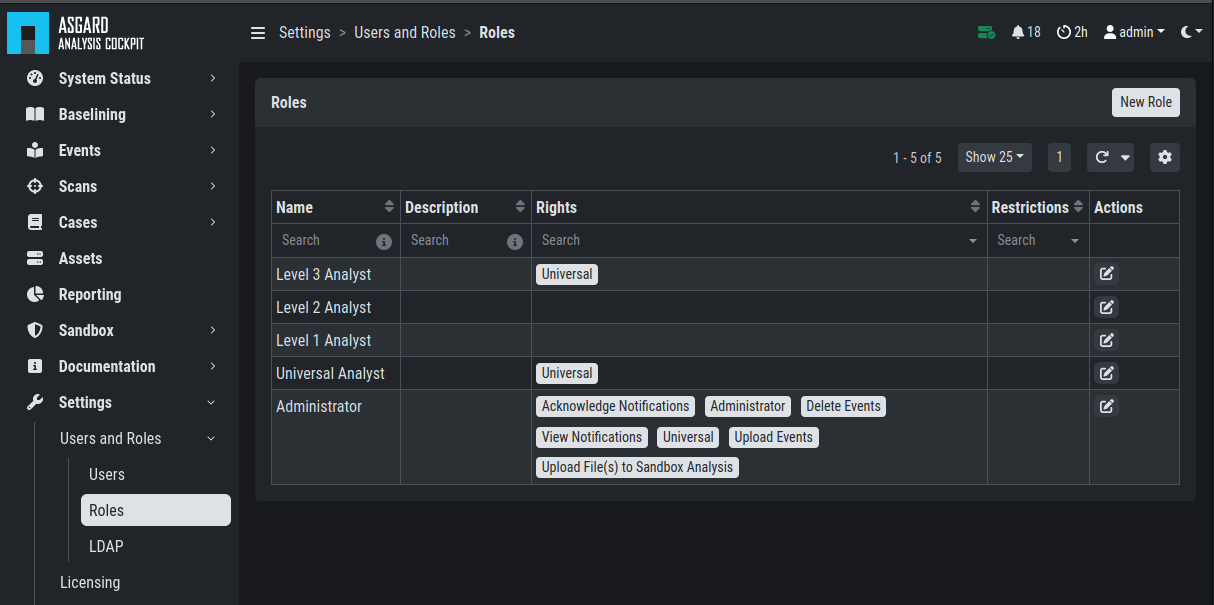 ASGARD
ANALYSIS COCKPIT
Settings > Users and Roles > Roles
18 2h admin
System Status
Baselining
Events
Scans
Cases
Assets
Reporting
Sandbox
Documentation
Settings
Users and Roles
Users
Roles
LDAP
Licensing
Roles New Role
1 - 5 of 5 Show 25 1
Name Description Rights Restrictions Actions
Search Search Search Search
Level 3 Analyst Universal
Level 2 Analyst
Level 1 Analyst
Universal Analyst Universal
Administrator Acknowledge Notifications Administrator Delete Events
View Notifications Universal Upload Events
Upload File(s) to Sandbox Analysis